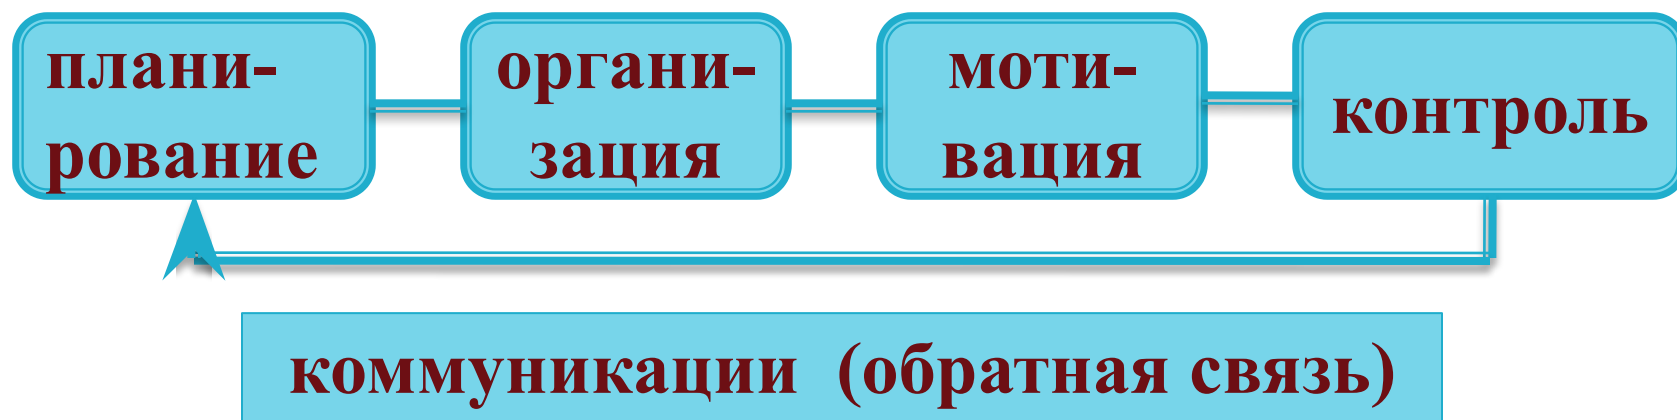 плани-
рование
органи-
зация
моти-
вация
контроль
коммуникации (обратная связь)